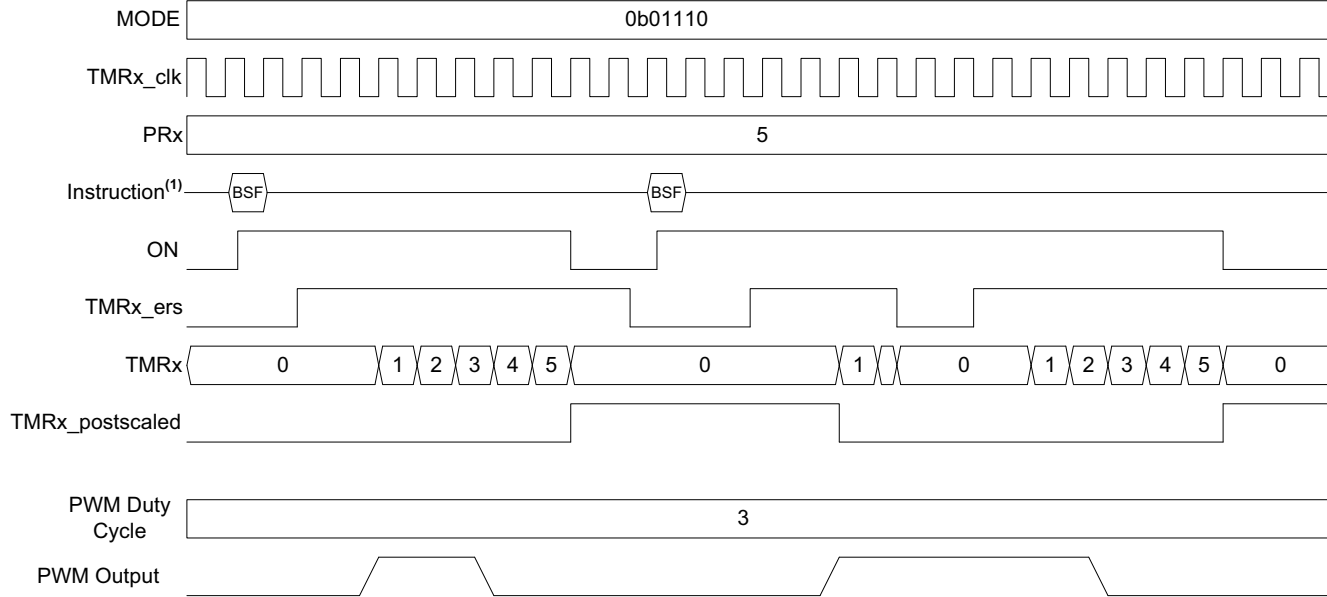 MODE 0b01110
TMRx_clk
PRx 5
Instruction(1) BSF BSF
ON
TMRx_ers
TMRx 0 1 2 3 4 5 0 1 0 1 2 3 4 5 0
TMRx_postscaled
PWM Duty
Cycle 3
PWM Output